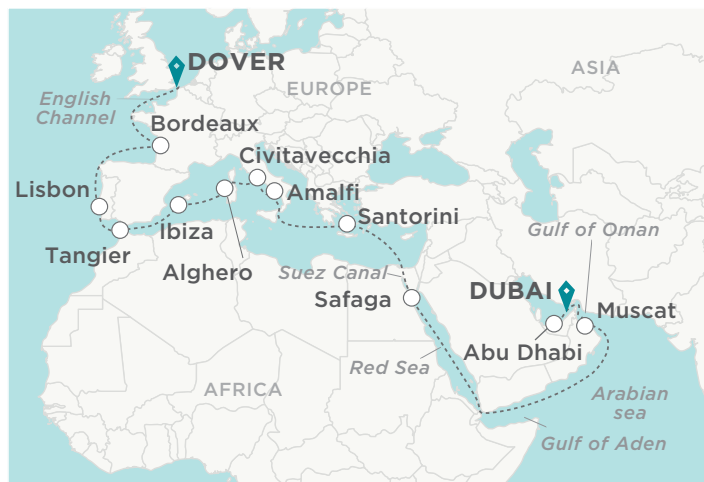 DOVER
ASIA
EUROPE
English
Channel
Bordeaux
Civitavecchia
Lisbon
Amalfi
Santorini
Ibiza
Tangier
Alghero
Gulf of Oman
Suez Canal
DUBAI
Safaga
Muscat
Abu Dhabi
Red Sea
AFRICA
Arabian
sea
Gulf of Aden